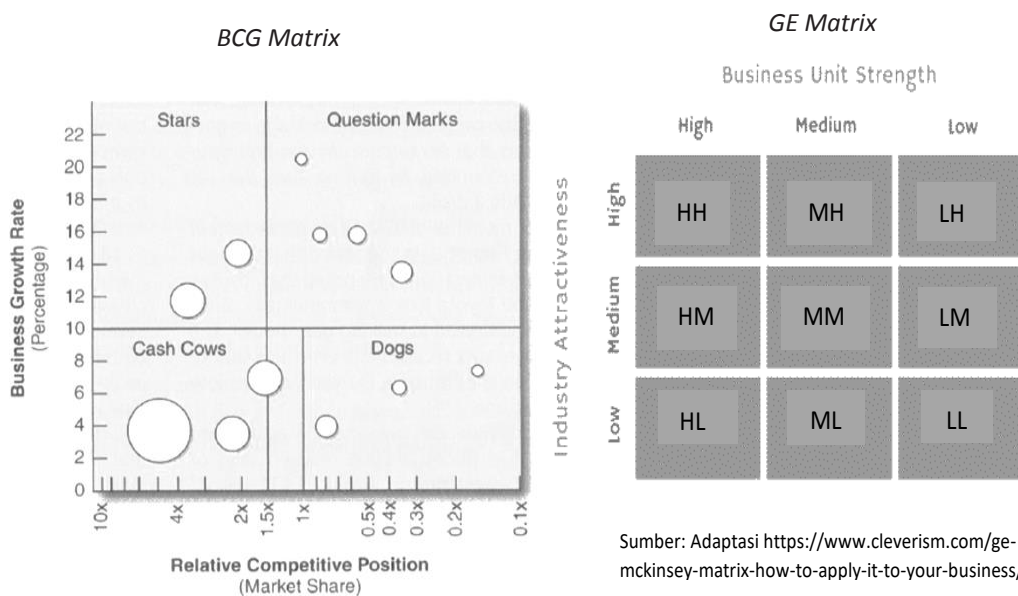 BCG Matrix
Stars
Question Marks
Cash Cows
Dogs
Business Growth Rate
(Percentage)
22
20
18
16
14
12
10
8
6
4
2
0
10x
4x
2x
1.5x
1x
0.5x
0.4x
0.3x
0.2x
0.1x
Relative Competitive Position
(Market Share)
GE Matrix
Business Unit Strength
High
Medium
Low
Industry Attractiveness
High
HH
MH
LH
Medium
HM
MM
LM
Low
HL
ML
LL
Sumber: Adaptasi https://www.cleverism.com/ge-
mckinsey-matrix-how-to-apply-it-to-your-business/